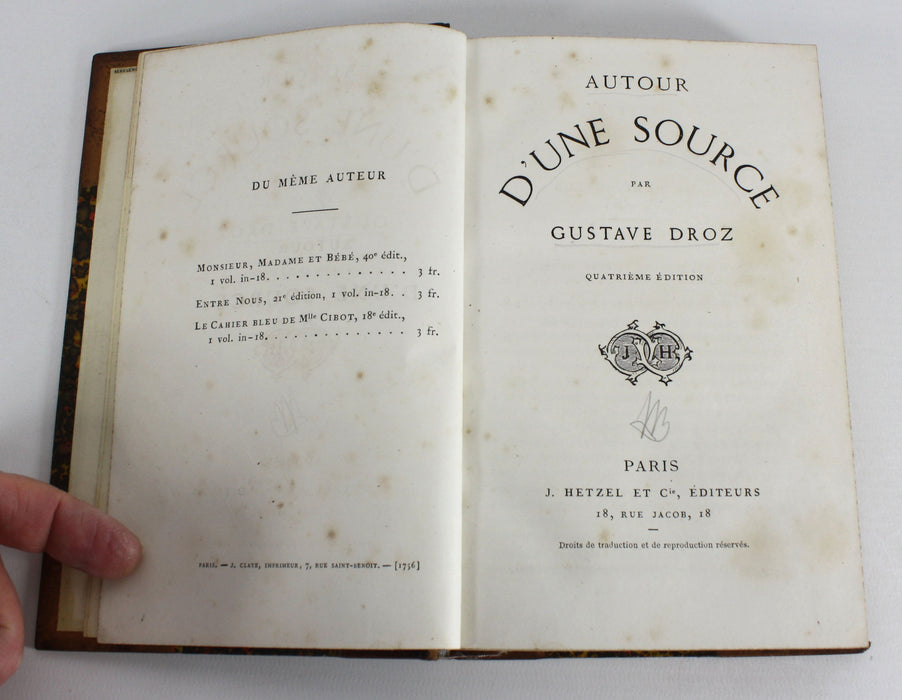 DU MÊME AUTEUR
MONSIEUR, MADAME ET BÉBÉ, 40e édit.,
1 vol. in-18. . . . . . . . . . . . . . 3 fr.
ENTRE NOUS, 21e édition, 1 vol. in-18. . 3 fr.
LE CAHIER BLEU DE Mlle CIBOT, 18e édit.,
1 vol. in-18. . . . . . . . . . . . . . 3 fr.
PARIS. — J. CLAYE, IMPRIMEUR, 7, RUE SAINT-BENOÎT. — [1736]
AUTOUR
D'UNE SOURCE
PAR
GUSTAVE DROZ
QUATRIÈME ÉDITION
J H
PARIS
J. HETZEL ET Cie, ÉDITEURS
18, RUE JACOB, 18
Droits de traduction et de reproduction réservés.